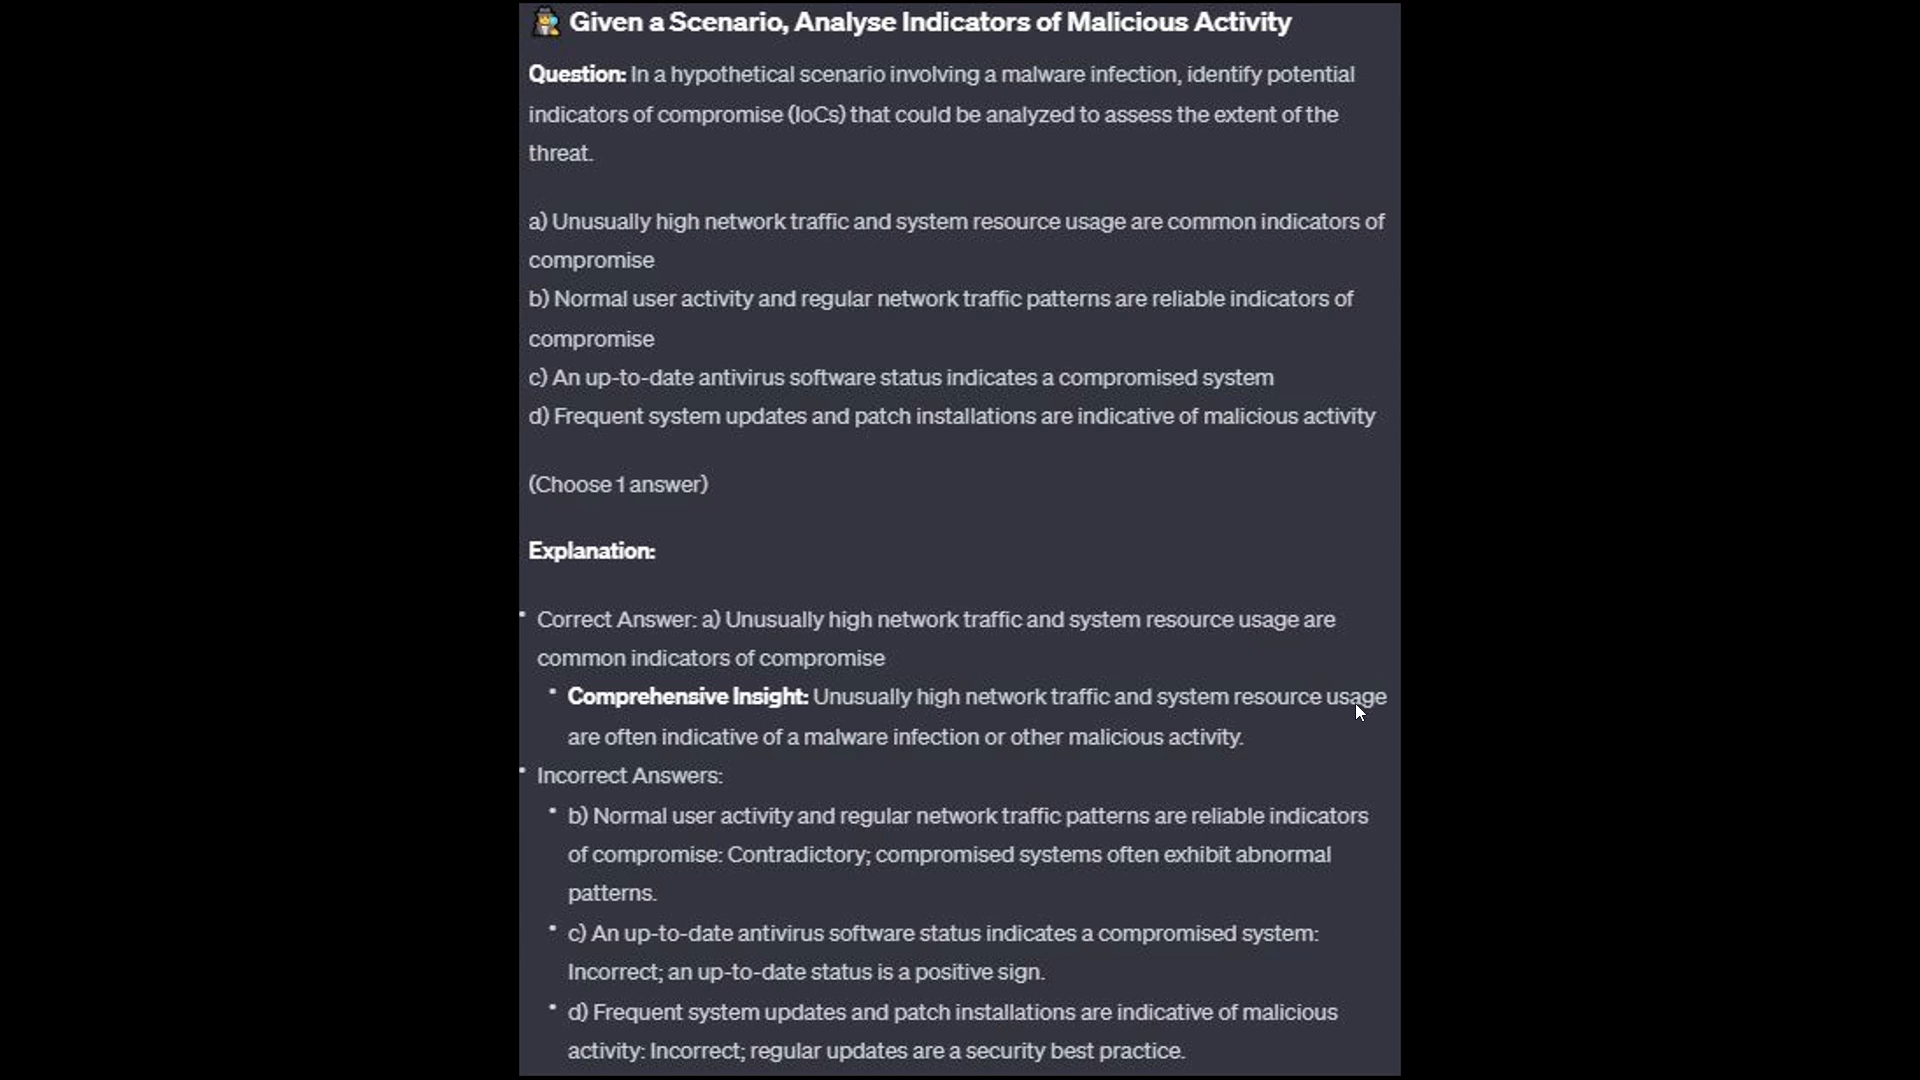 Given a Scenario, Analyse Indicators of Malicious Activity
Question: In a hypothetical scenario involving a malware infection, identify potential
indicators of compromise (IoCs) that could be analyzed to assess the extent of the
threat.
a) Unusually high network traffic and system resource usage are common indicators of
compromise
b) Normal user activity and regular network traffic patterns are reliable indicators of
compromise
c) An up-to-date antivirus software status indicates a compromised system
d) Frequent system updates and patch installations are indicative of malicious activity
(Choose 1 answer)
Explanation:
• Correct Answer: a) Unusually high network traffic and system resource usage are
common indicators of compromise
• Comprehensive Insight: Unusually high network traffic and system resource usage
are often indicative of a malware infection or other malicious activity.
• Incorrect Answers:
• b) Normal user activity and regular network traffic patterns are reliable indicators
of compromise: Contradictory; compromised systems often exhibit abnormal
patterns.
• c) An up-to-date antivirus software status indicates a compromised system:
Incorrect; an up-to-date status is a positive sign.
• d) Frequent system updates and patch installations are indicative of malicious
activity: Incorrect; regular updates are a security best practice.